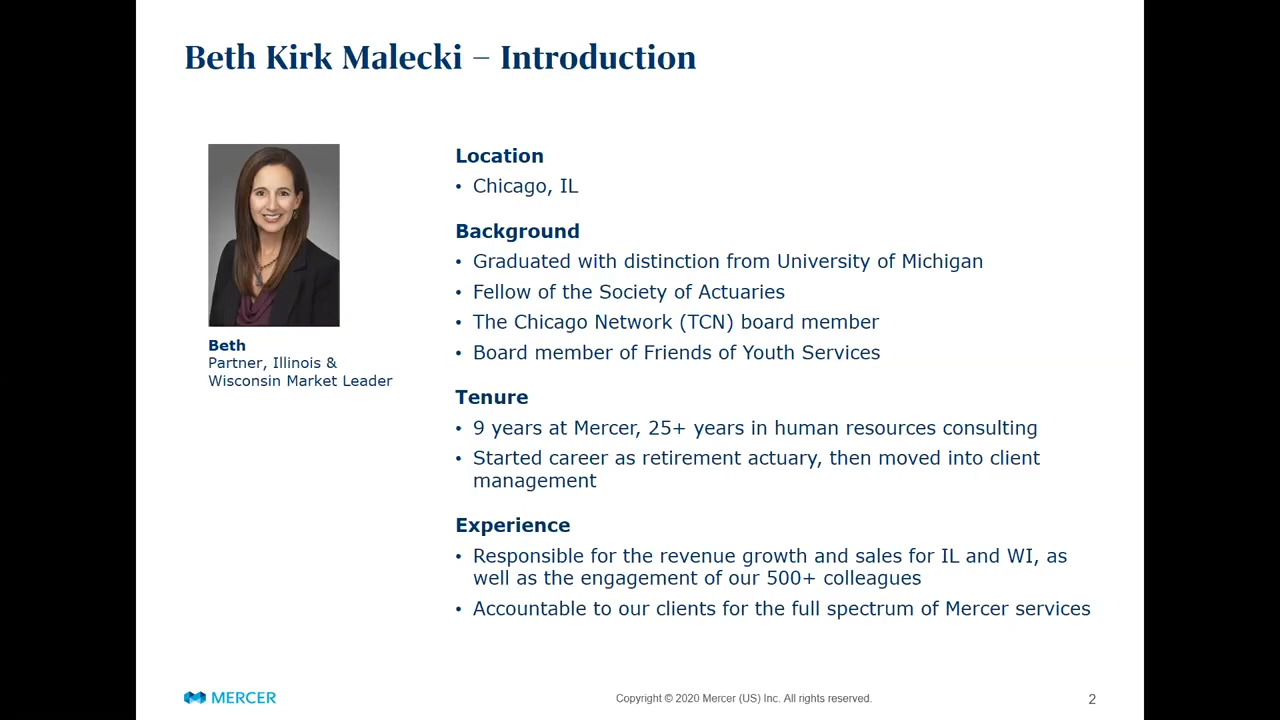 Beth Kirk Malecki – Introduction
Beth
Partner, Illinois &
Wisconsin Market Leader
Location
• Chicago, IL
Background
• Graduated with distinction from University of Michigan
• Fellow of the Society of Actuaries
• The Chicago Network (TCN) board member
• Board member of Friends of Youth Services
Tenure
• 9 years at Mercer, 25+ years in human resources consulting
• Started career as retirement actuary, then moved into client
management
Experience
• Responsible for the revenue growth and sales for IL and WI, as
well as the engagement of our 500+ colleagues
• Accountable to our clients for the full spectrum of Mercer services
MERCER
Copyright © 2020 Mercer (US) Inc. All rights reserved.
2